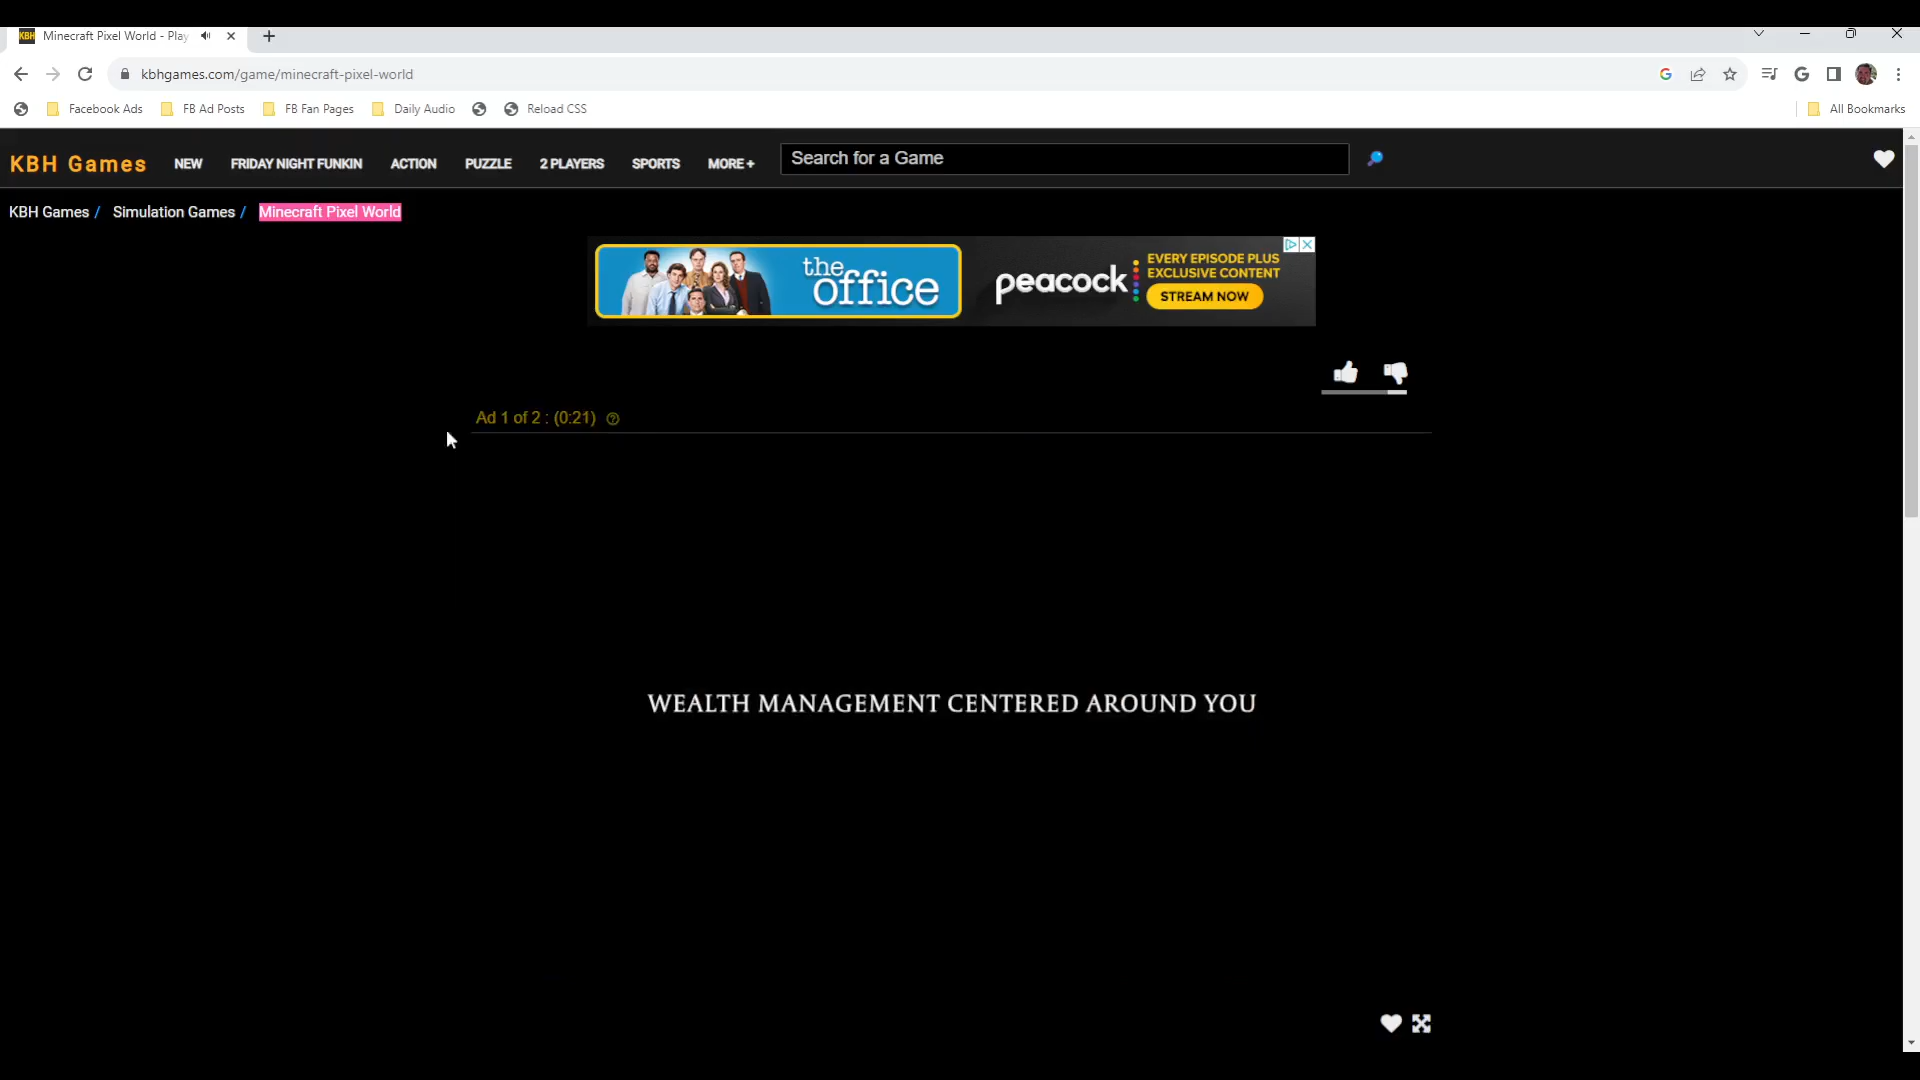 KBH Minecraft Pixel World - Play
kbhgames.com/game/minecraft-pixel-world
Facebook Ads FB Ad Posts FB Fan Pages Daily Audio Reload CSS All Bookmarks
KBH Games NEW FRIDAY NIGHT FUNKIN ACTION PUZZLE 2 PLAYERS SPORTS MORE + Search for a Game
KBH Games / Simulation Games / Minecraft Pixel World
the office
peacock
EVERY EPISODE PLUS
EXCLUSIVE CONTENT
STREAM NOW
Ad 1 of 2 : (0:21)
WEALTH MANAGEMENT CENTERED AROUND YOU